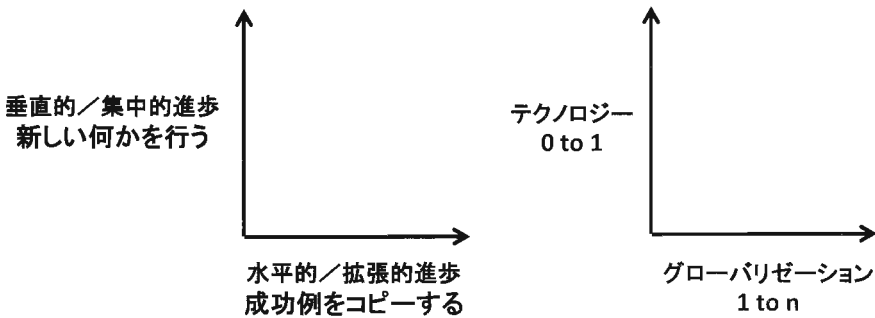 垂直的／集中的進歩
新しい何かを行う
水平的／拡張的進歩
成功例をコピーする
テクノロジー
0 to 1
グローバリゼーション
1 to n